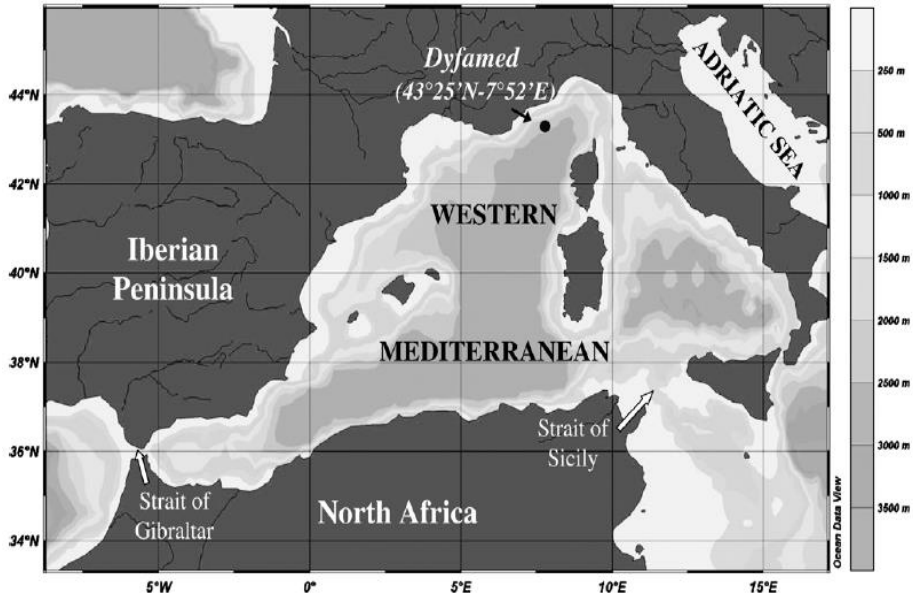 Dyfamed
(43°25'N-7°52'E)
ADRIATIC SEA
WESTERN
Iberian
Peninsula
MEDITERRANEAN
Strait of
Sicily
Strait of
Gibraltar
North Africa
44°N
42°N
40°N
38°N
36°N
34°N
5°W
0°
5°E
10°E
15°E
250 m
500 m
1000 m
1500 m
2000 m
2500 m
3000 m
3500 m
Ocean Data View